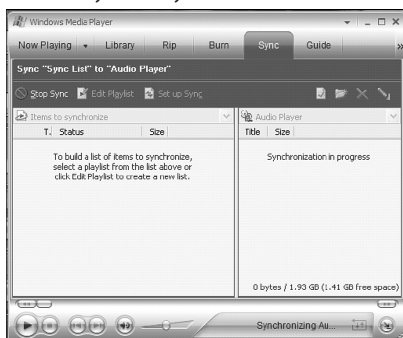 Windows Media Player
Now Playing Library Rip Burn Sync Guide »
Sync "Sync List" to "Audio Player"
Stop Sync Edit Playlist Set up Sync
Items to synchronize
T. Status Size
To build a list of items to synchronize,
select a playlist from the list above or
click Edit Playlist to create a new list.
Audio Player
Title Size
Synchronization in progress
0 bytes / 1.93 GB (1.41 GB free space)
Synchronizing Au...